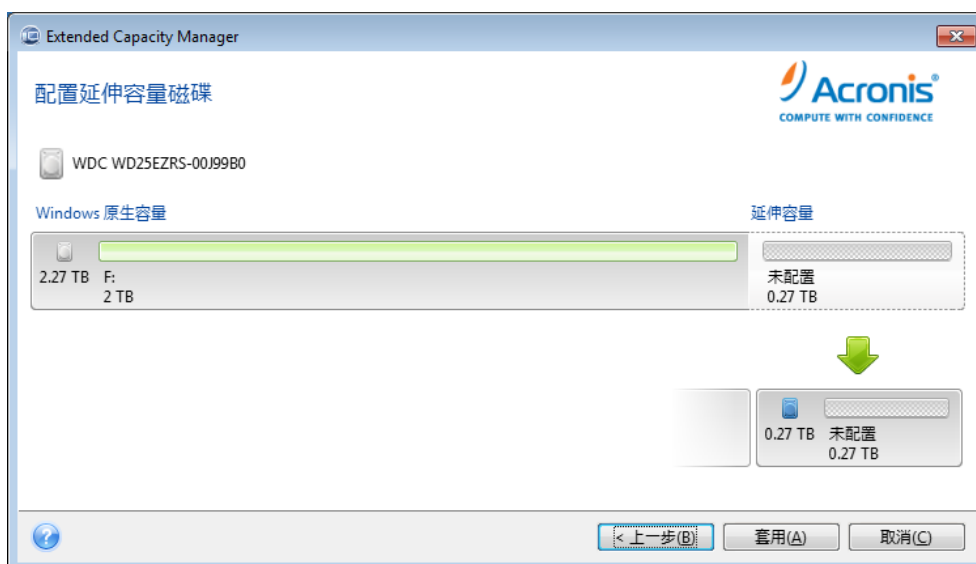 Extended Capacity Manager
配置延伸容量磁碟
Acronis®
COMPUTE WITH CONFIDENCE
WDC WD25EZRS-00J99B0
Windows 原生容量
延伸容量
2.27 TB
F:
2 TB
未配置
0.27 TB
0.27 TB
未配置
0.27 TB
?
< 上一步(B)
套用(A)
取消(C)